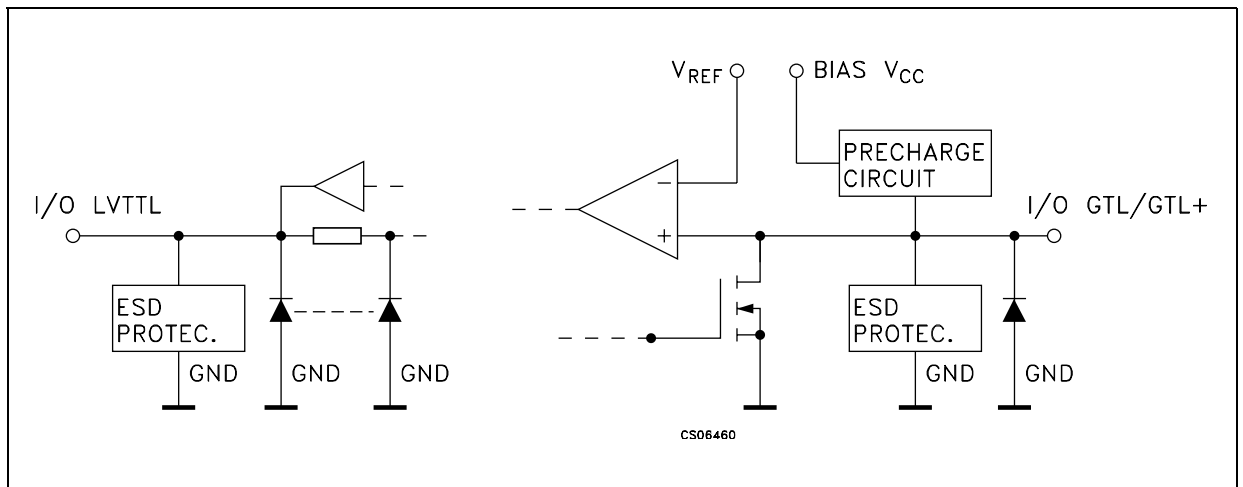 V_REF
BIAS V_CC
PRECHARGE
CIRCUIT
I/O LVTTL
−
I/O GTL/GTL+
+
ESD
PROTEC.
ESD
PROTEC.
GND
GND
GND
GND
GND
CS06460